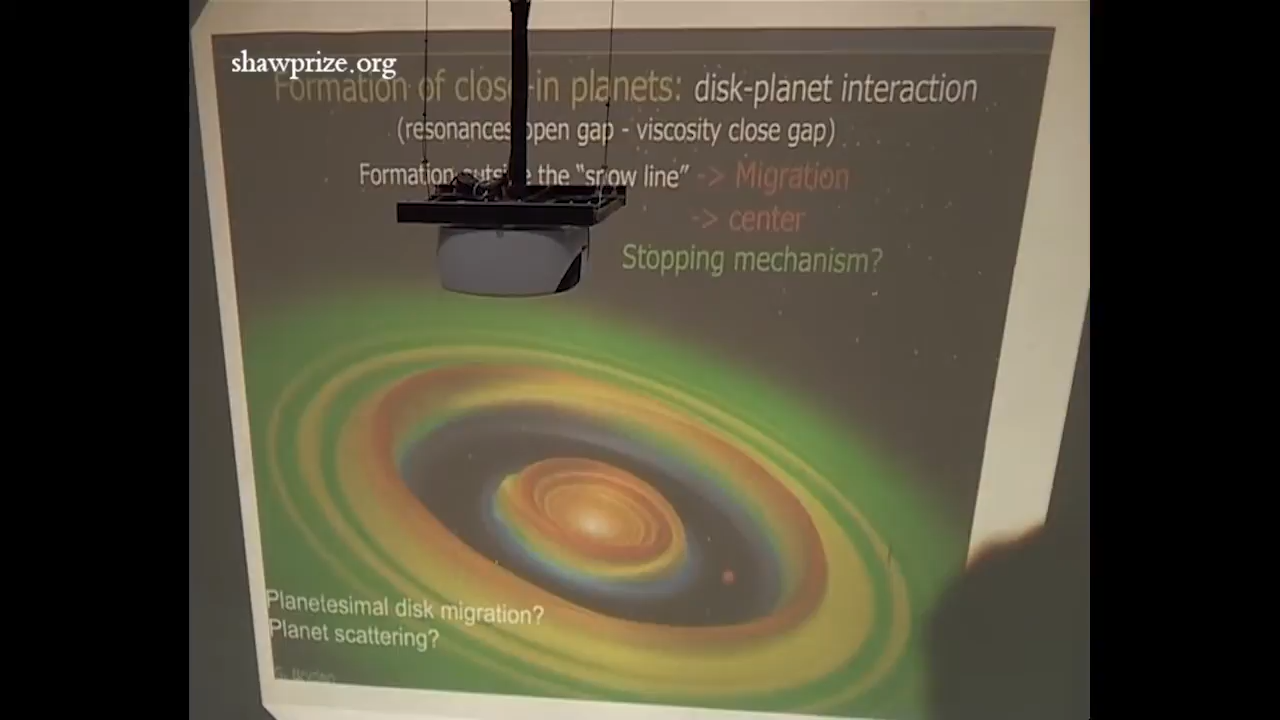 shawprize.org
Formation of close-in planets: disk-planet interaction
(resonances open gap - viscosity close gap)
Formation outside the "snow line" -> Migration
-> center
Stopping mechanism?
Planetesimal disk migration?
Planet scattering?